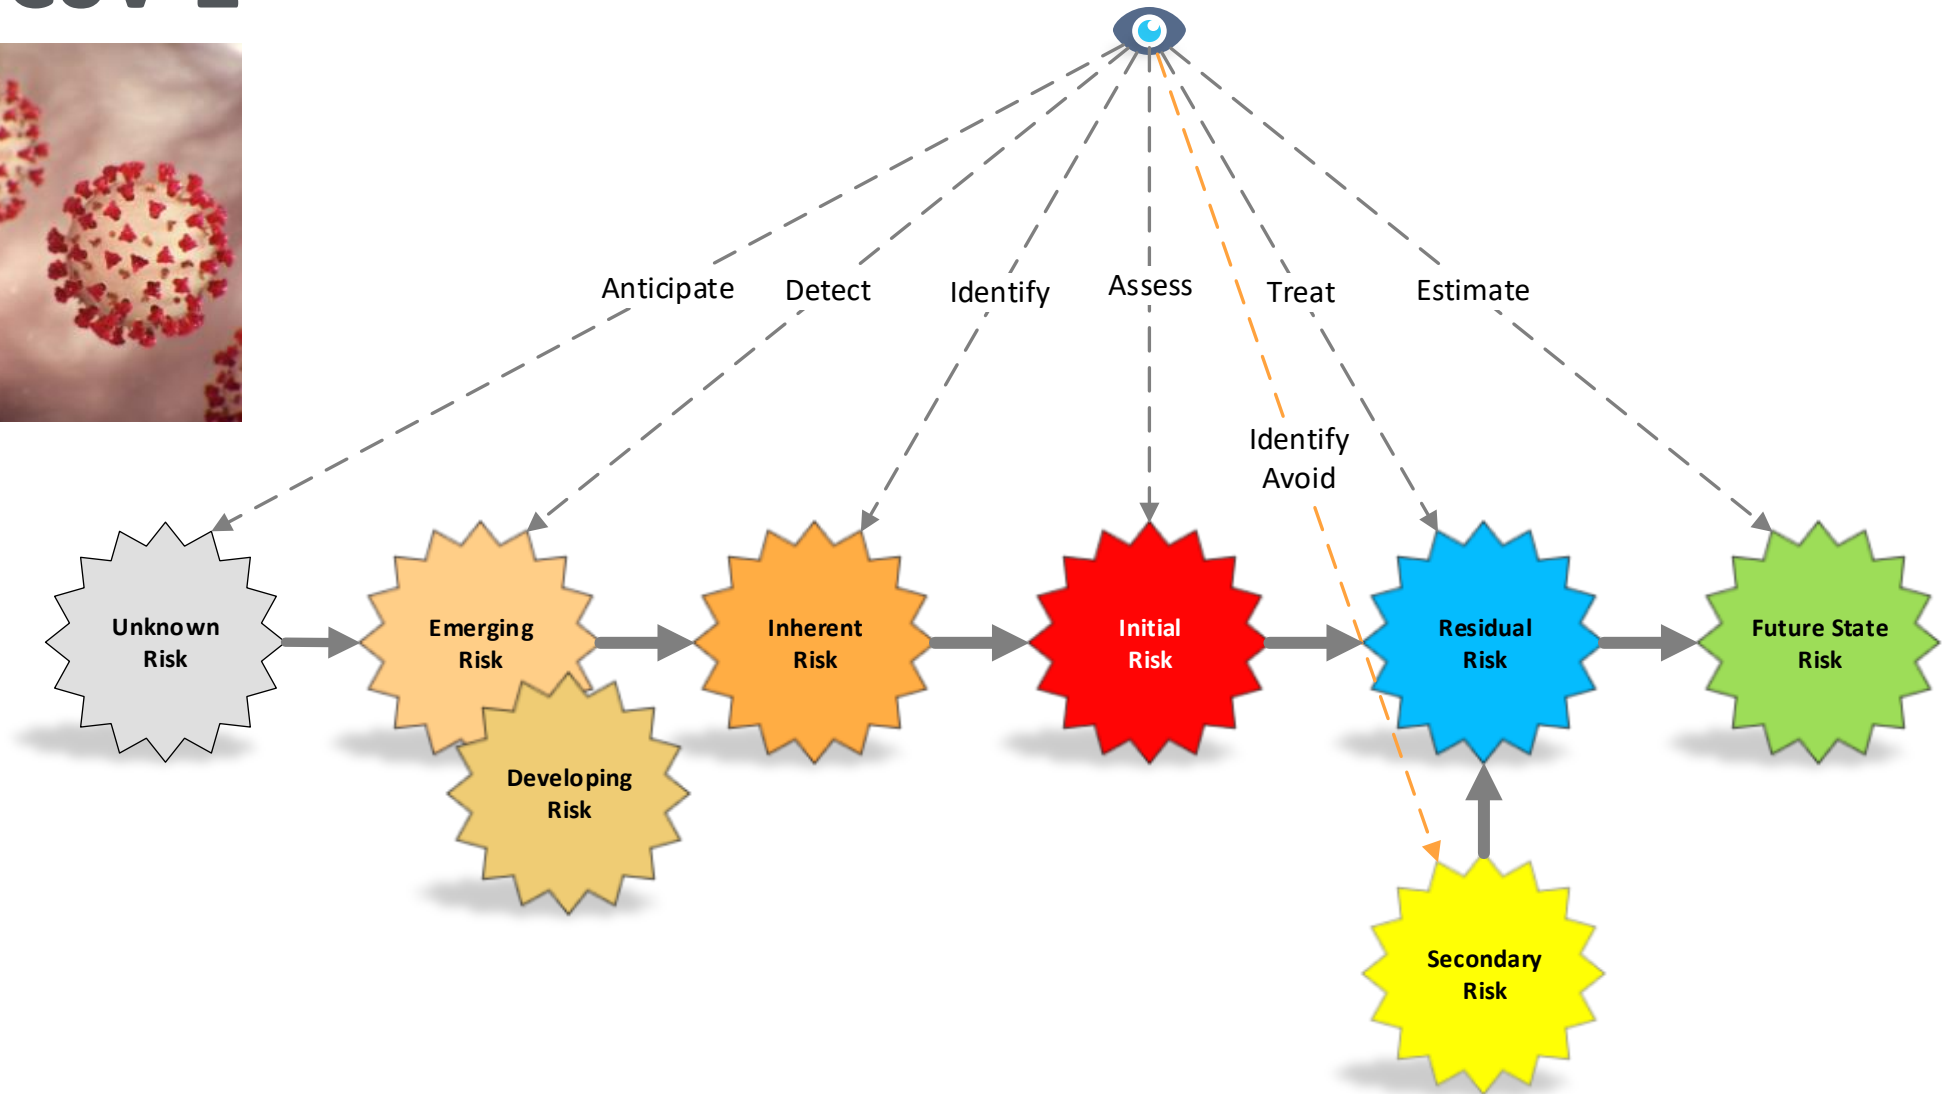 Anticipate
Detect
Identify
Assess
Treat
Estimate
Identify
Avoid
Unknown
Risk
Emerging
Risk
Inherent
Risk
Initial
Risk
Residual
Risk
Future State
Risk
Developing
Risk
Secondary
Risk